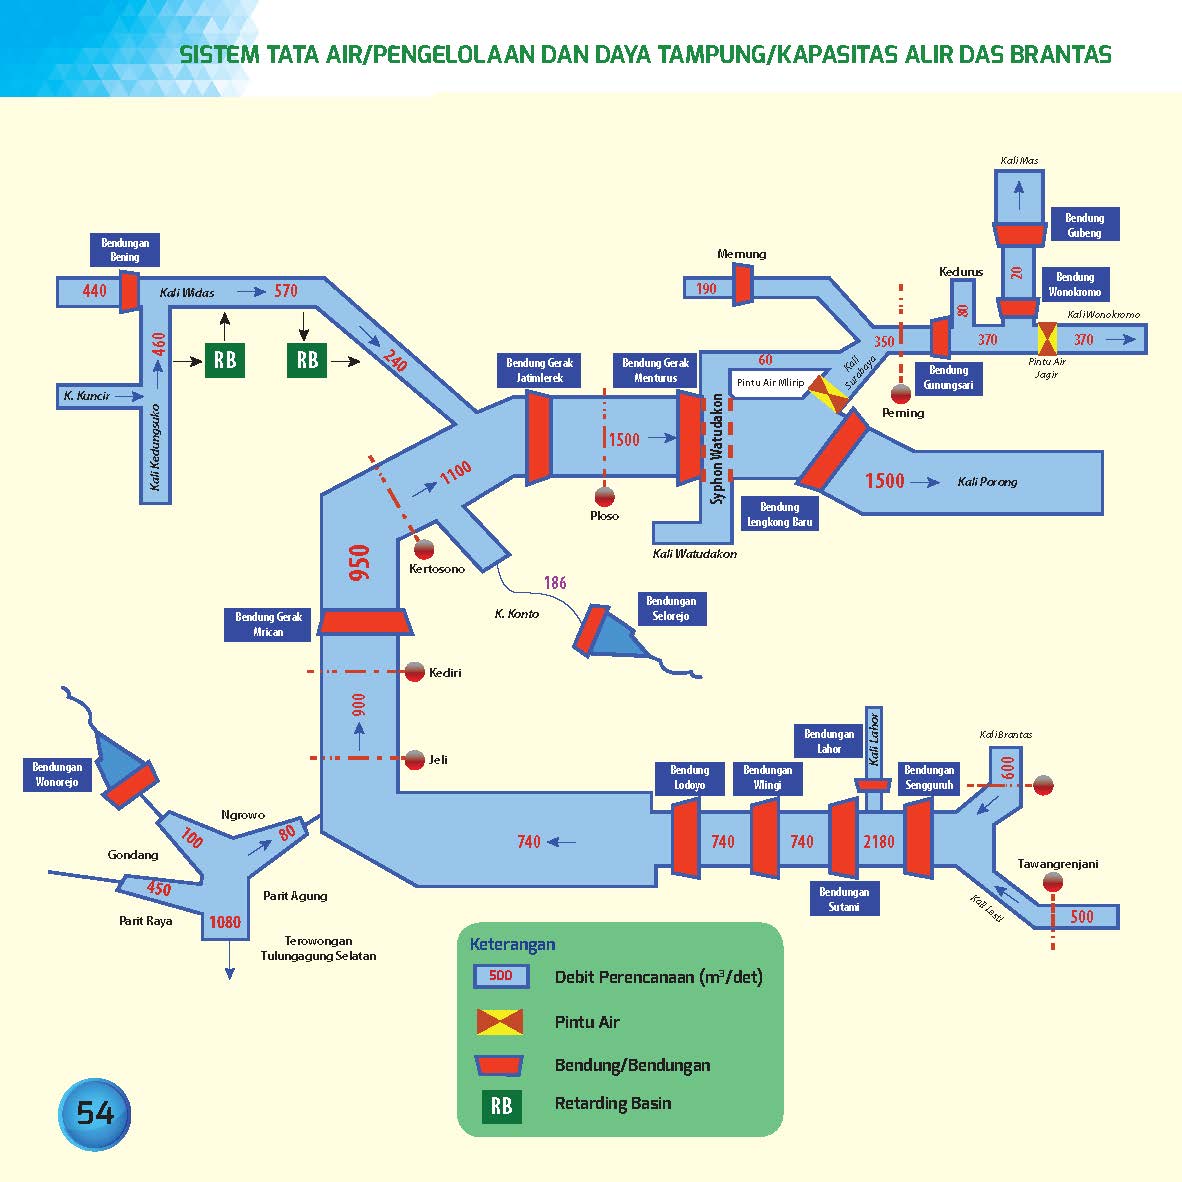 SISTEM TATA AIR/PENGELOLAAN DAN DAYA TAMPUNG/KAPASITAS ALIR DAS BRANTAS
Kali Mas
Bendung
Gubeng
20
Bendung
Wonokromo
Kali Wonokromo
370
Pintu Air
Jagir
Kedurus
80
370
Bendung
Gunungsari
Mernung
190
350
Perning
Kali
Surabaya
60
Pintu Air Mlirip
Bendungan
Bening
440
Kali Widas
570
460
RB
RB
240
K. Kuncir
Kali Kedungsuko
Bendung Gerak
Jatimlerek
Bendung Gerak
Menturus
1500
Ploso
Syphon Watudakon
Kali Watudakon
Bendung
Lengkong Baru
1500
Kali Porong
1100
950
Kertosono
186
K. Konto
Bendungan
Selorejo
Bendung Gerak
Mrican
Kediri
900
Jeli
Bendungan
Wonorejo
Ngrowo
100
80
Gondang
450
Parit Raya
Parit Agung
1080
Terowongan
Tulungagung Selatan
740
Bendung
Lodoyo
740
Bendungan
Wlingi
740
Bendungan
Lahor
Kali Lahor
2180
Bendungan
Sutami
Bendungan
Sengguruh
Kali Brantas
600
Tawangrenjani
Kali Lesti
500
Keterangan
500
Debit Perencanaan (m³/det)
Pintu Air
Bendung/Bendungan
RB
Retarding Basin
54